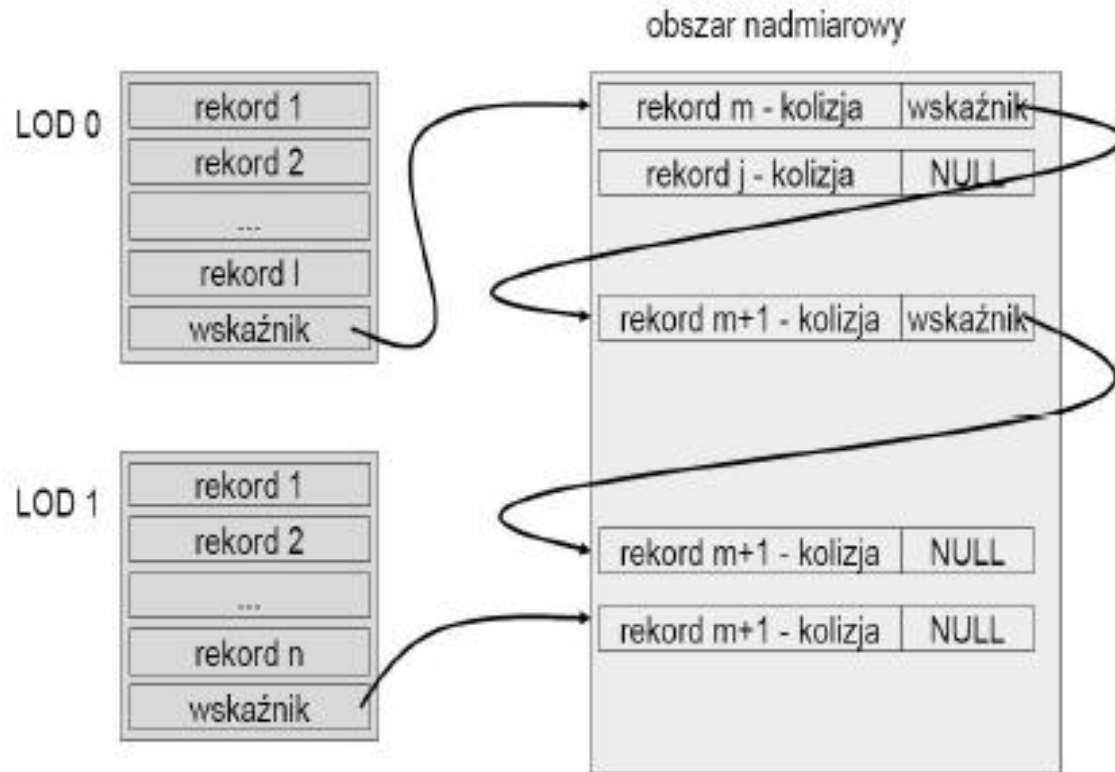 obszar nadmiarowy
LOD 0
rekord 1
rekord 2
...
rekord l
wskaźnik
LOD 1
rekord 1
rekord 2
...
rekord n
wskaźnik
rekord m - kolizja wskaźnik
rekord j - kolizja NULL
rekord m+1 - kolizja wskaźnik
rekord m+1 - kolizja NULL
rekord m+1 - kolizja NULL